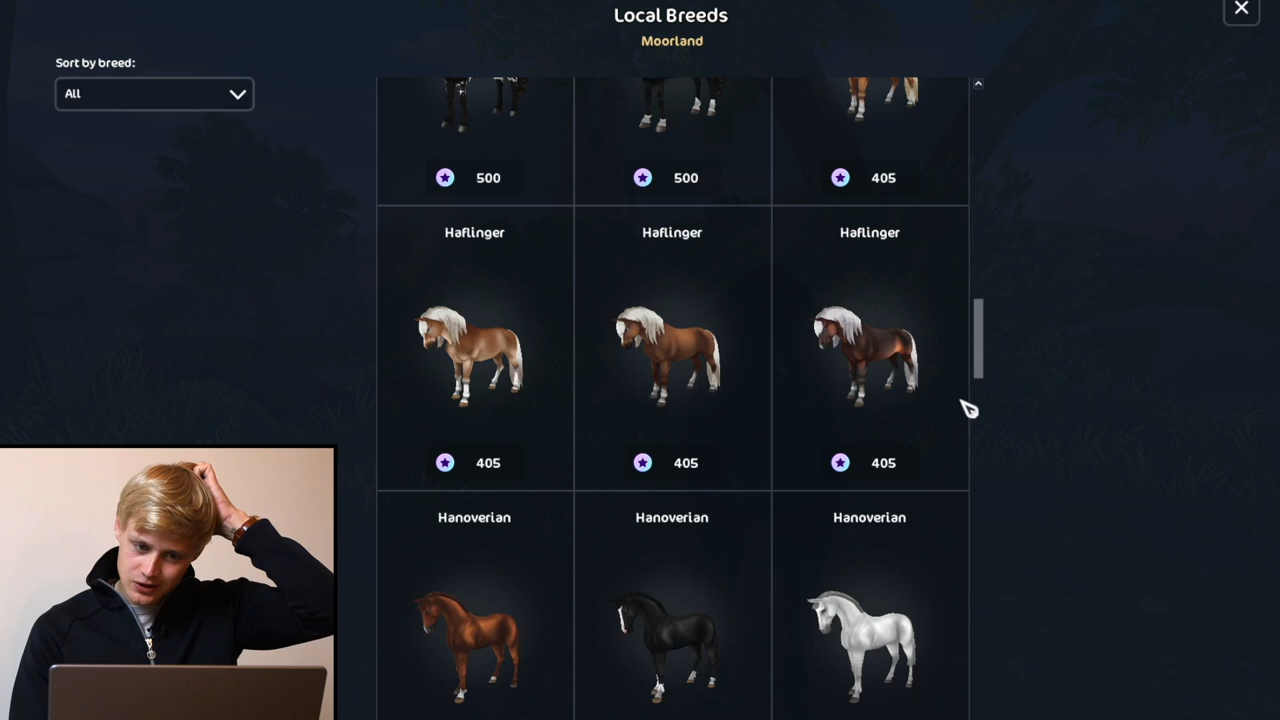 Local Breeds
Moorland
Sort by breed:
All
500
500
405
Haflinger
Haflinger
Haflinger
405
405
405
Hanoverian
Hanoverian
Hanoverian